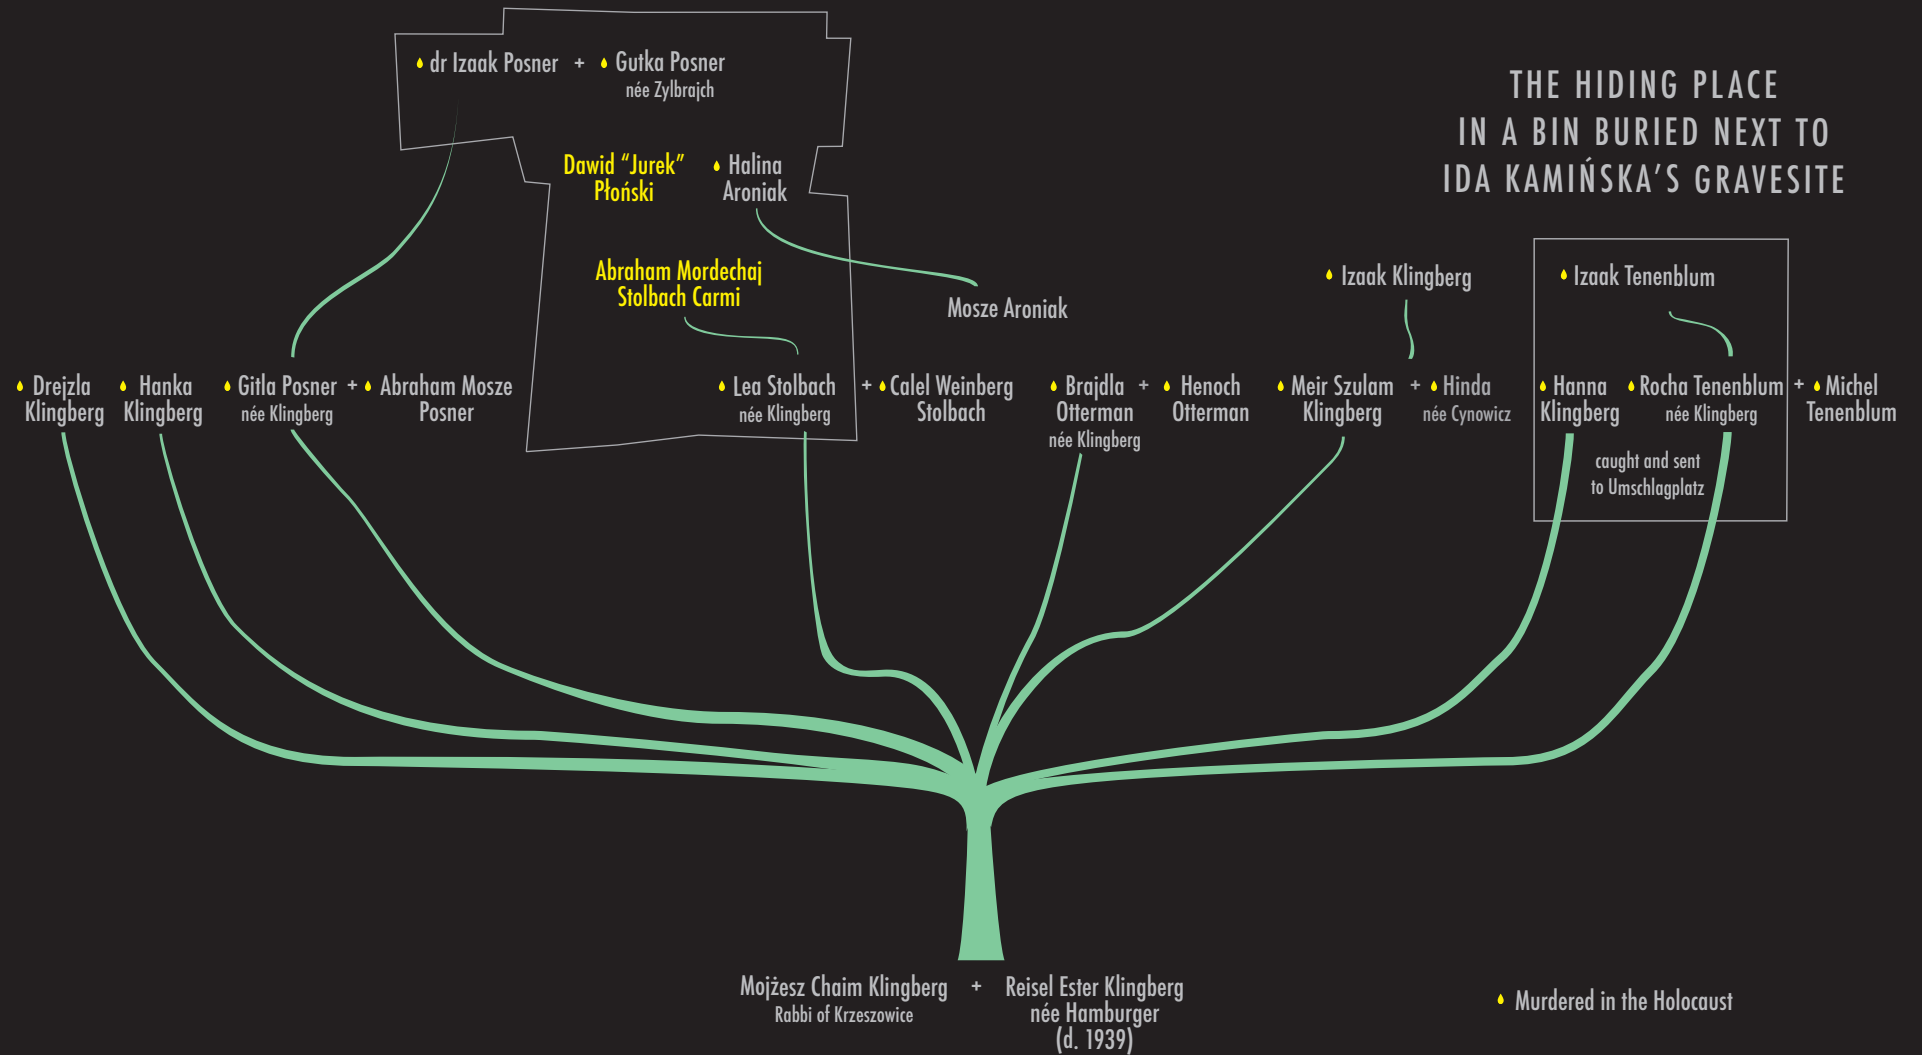 THE HIDING PLACE
IN A BIN BURIED NEXT TO
IDA KAMIŃSKA’S GRAVESITE
dr Izaak Posner + Gutka Posner
née Zylbrajch
Dawid “Jurek”
Płoński
Halina
Aroniak
Abraham Mordechaj
Stolbach Carmi
Mosze Aroniak
Izaak Klingberg
Izaak Tenenblum
Drejzla
Klingberg
Hanka
Klingberg
Gitla Posner
née Klingberg
+ Abraham Mosze
Posner
Lea Stolbach
née Klingberg
+ Calel Weinberg
Stolbach
Brajdla
Otterman
née Klingberg
+ Henoch
Otterman
Meir Szulam
Klingberg
+ Hinda
née Cynowicz
Hanna
Klingberg
Rocha Tenenblum
née Klingberg
+ Michel
Tenenblum
caught and sent
to Umschlagplatz
Mojżesz Chaim Klingberg
Rabbi of Krzeszowice
+ Reisel Ester Klingberg
née Hamburger
(d. 1939)
Murdered in the Holocaust